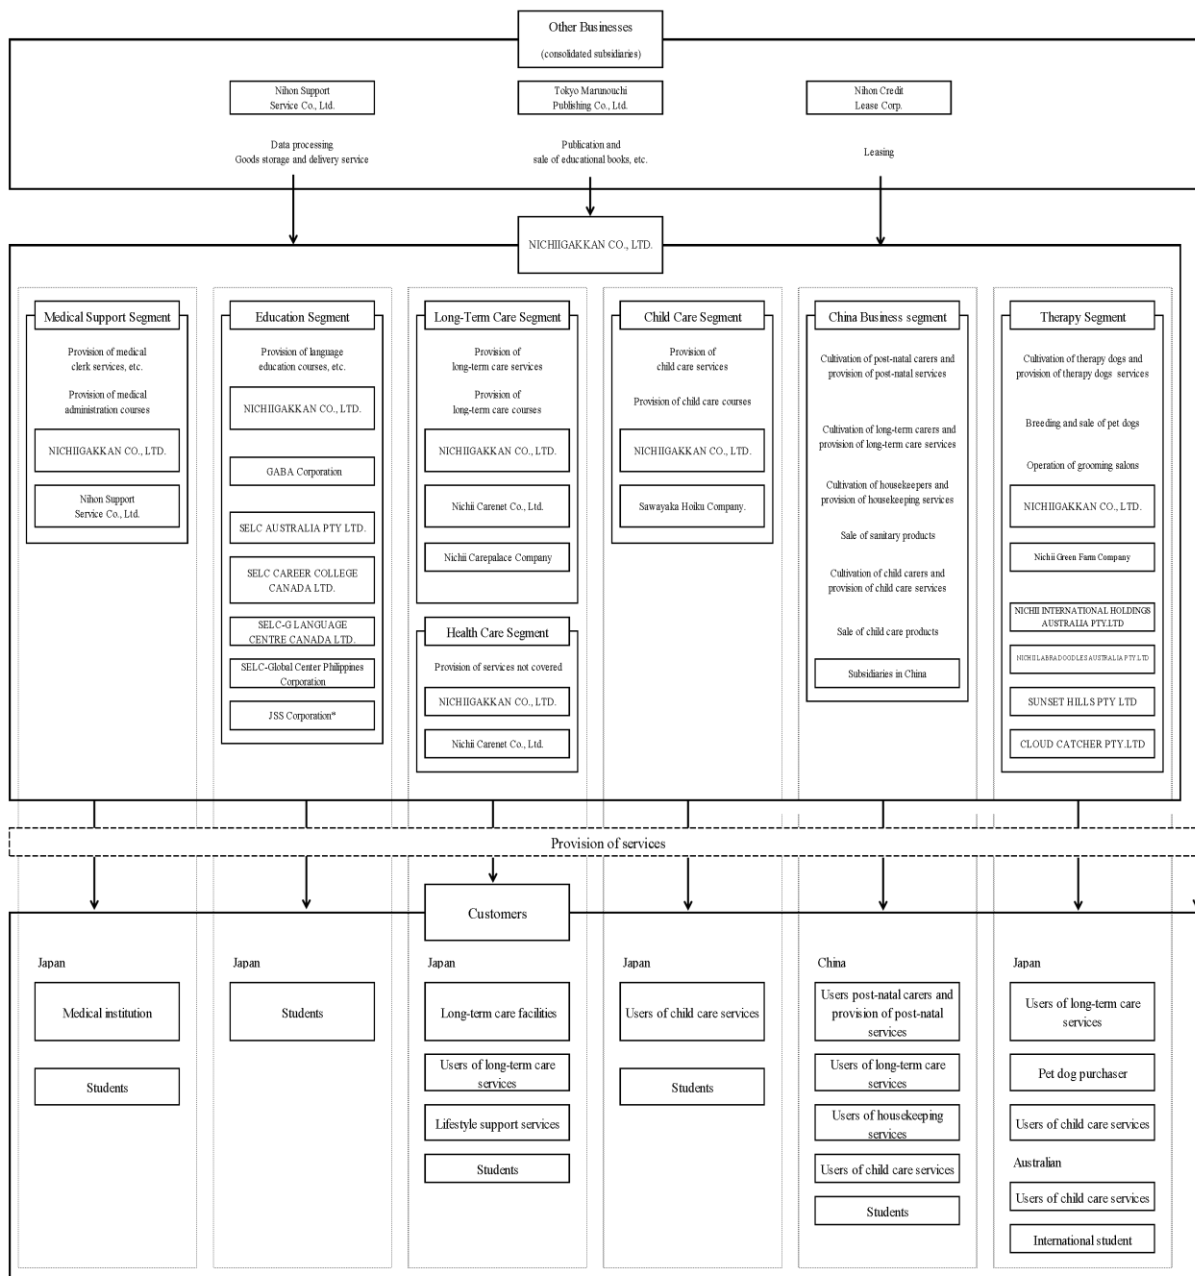 Other Businesses
(consolidated subsidiaries)
Nihon Support
Service Co., Ltd.
Tokyo Marunouchi
Publishing Co., Ltd.
Nihon Credit
Lease Corp.
Data processing
Goods storage and delivery service
Publication and
sale of educational books, etc.
Leasing
NICHIIGAKKAN CO., LTD.
Medical Support Segment
Provision of medical
clerk services, etc.
Provision of medical
administration courses
NICHIIGAKKAN CO., LTD.
Nihon Support
Service Co., Ltd.
Education Segment
Provision of language
education courses, etc.
NICHIIGAKKAN CO., LTD.
GABA Corporation
SELC AUSTRALIA PTY LTD.
SELC CAREER COLLEGE
CANADA LTD.
SELC-G LANGUAGE
CENTRE CANADA LTD.
SELC-Global Center Philippines
Corporation
JSS Corporation*
Long-Term Care Segment
Provision of
long-term care services
Provision of
long-term care courses
NICHIIGAKKAN CO., LTD.
Nichii Carenet Co., Ltd.
Nichii Carepalace Company
Health Care Segment
Provision of services not covered
NICHIIGAKKAN CO., LTD.
Nichii Carenet Co., Ltd.
Child Care Segment
Provision of
child care services
Provision of child care courses
NICHIIGAKKAN CO., LTD.
Sawayaka Hoiku Company.
China Business segment
Cultivation of post-natal carers and
provision of post-natal services
Cultivation of long-term carers and
provision of long-term care services
Cultivation of housekeepers and
provision of housekeeping services
Sale of sanitary products
Cultivation of child carers and
provision of child care services
Sale of child care products
Subsidiaries in China
Therapy Segment
Cultivation of therapy dogs and
provision of therapy dogs services
Breeding and sale of pet dogs
Operation of grooming salons
NICHIIGAKKAN CO., LTD.
Nichii Green Farm Company
NICHII INTERNATIONAL HOLDINGS
AUSTRALIA PTY.LTD
NICHII LABRADOODLES AUSTRALIA PTY.LTD
SUNSET HILLS PTY LTD
CLOUD CATCHER PTY.LTD
Provision of services
Customers
Japan
Medical institution
Students
Japan
Students
Japan
Long-term care facilities
Users of long-term care
services
Lifestyle support services
Students
Japan
Users of child care services
Students
China
Users post-natal carers and
provision of post-natal
services
Users of long-term care
services
Users of housekeeping
services
Users of child care services
Students
Japan
Users of long-term care
services
Pet dog purchaser
Users of child care services
Australian
Users of child care services
International student